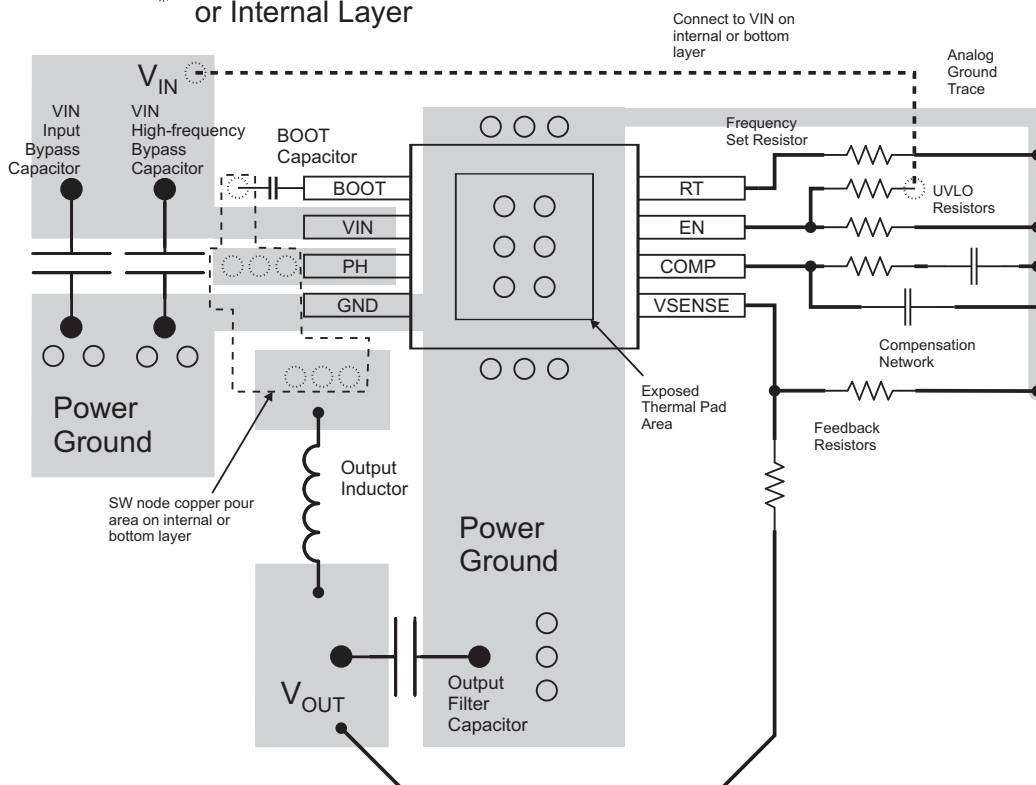 or Internal Layer
Connect to VIN on
internal or bottom
layer
Analog
Ground
Trace
VIN
VIN
Input
Bypass
Capacitor
VIN
High-frequency
Bypass
Capacitor
BOOT
Capacitor
Frequency
Set Resistor
BOOT
VIN
PH
GND
RT
EN
COMP
VSENSE
UVLO
Resistors
Compensation
Network
Exposed
Thermal Pad
Area
Feedback
Resistors
Power
Ground
Output
Inductor
SW node copper pour
area on internal or
bottom layer
Power
Ground
VOUT
Output
Filter
Capacitor